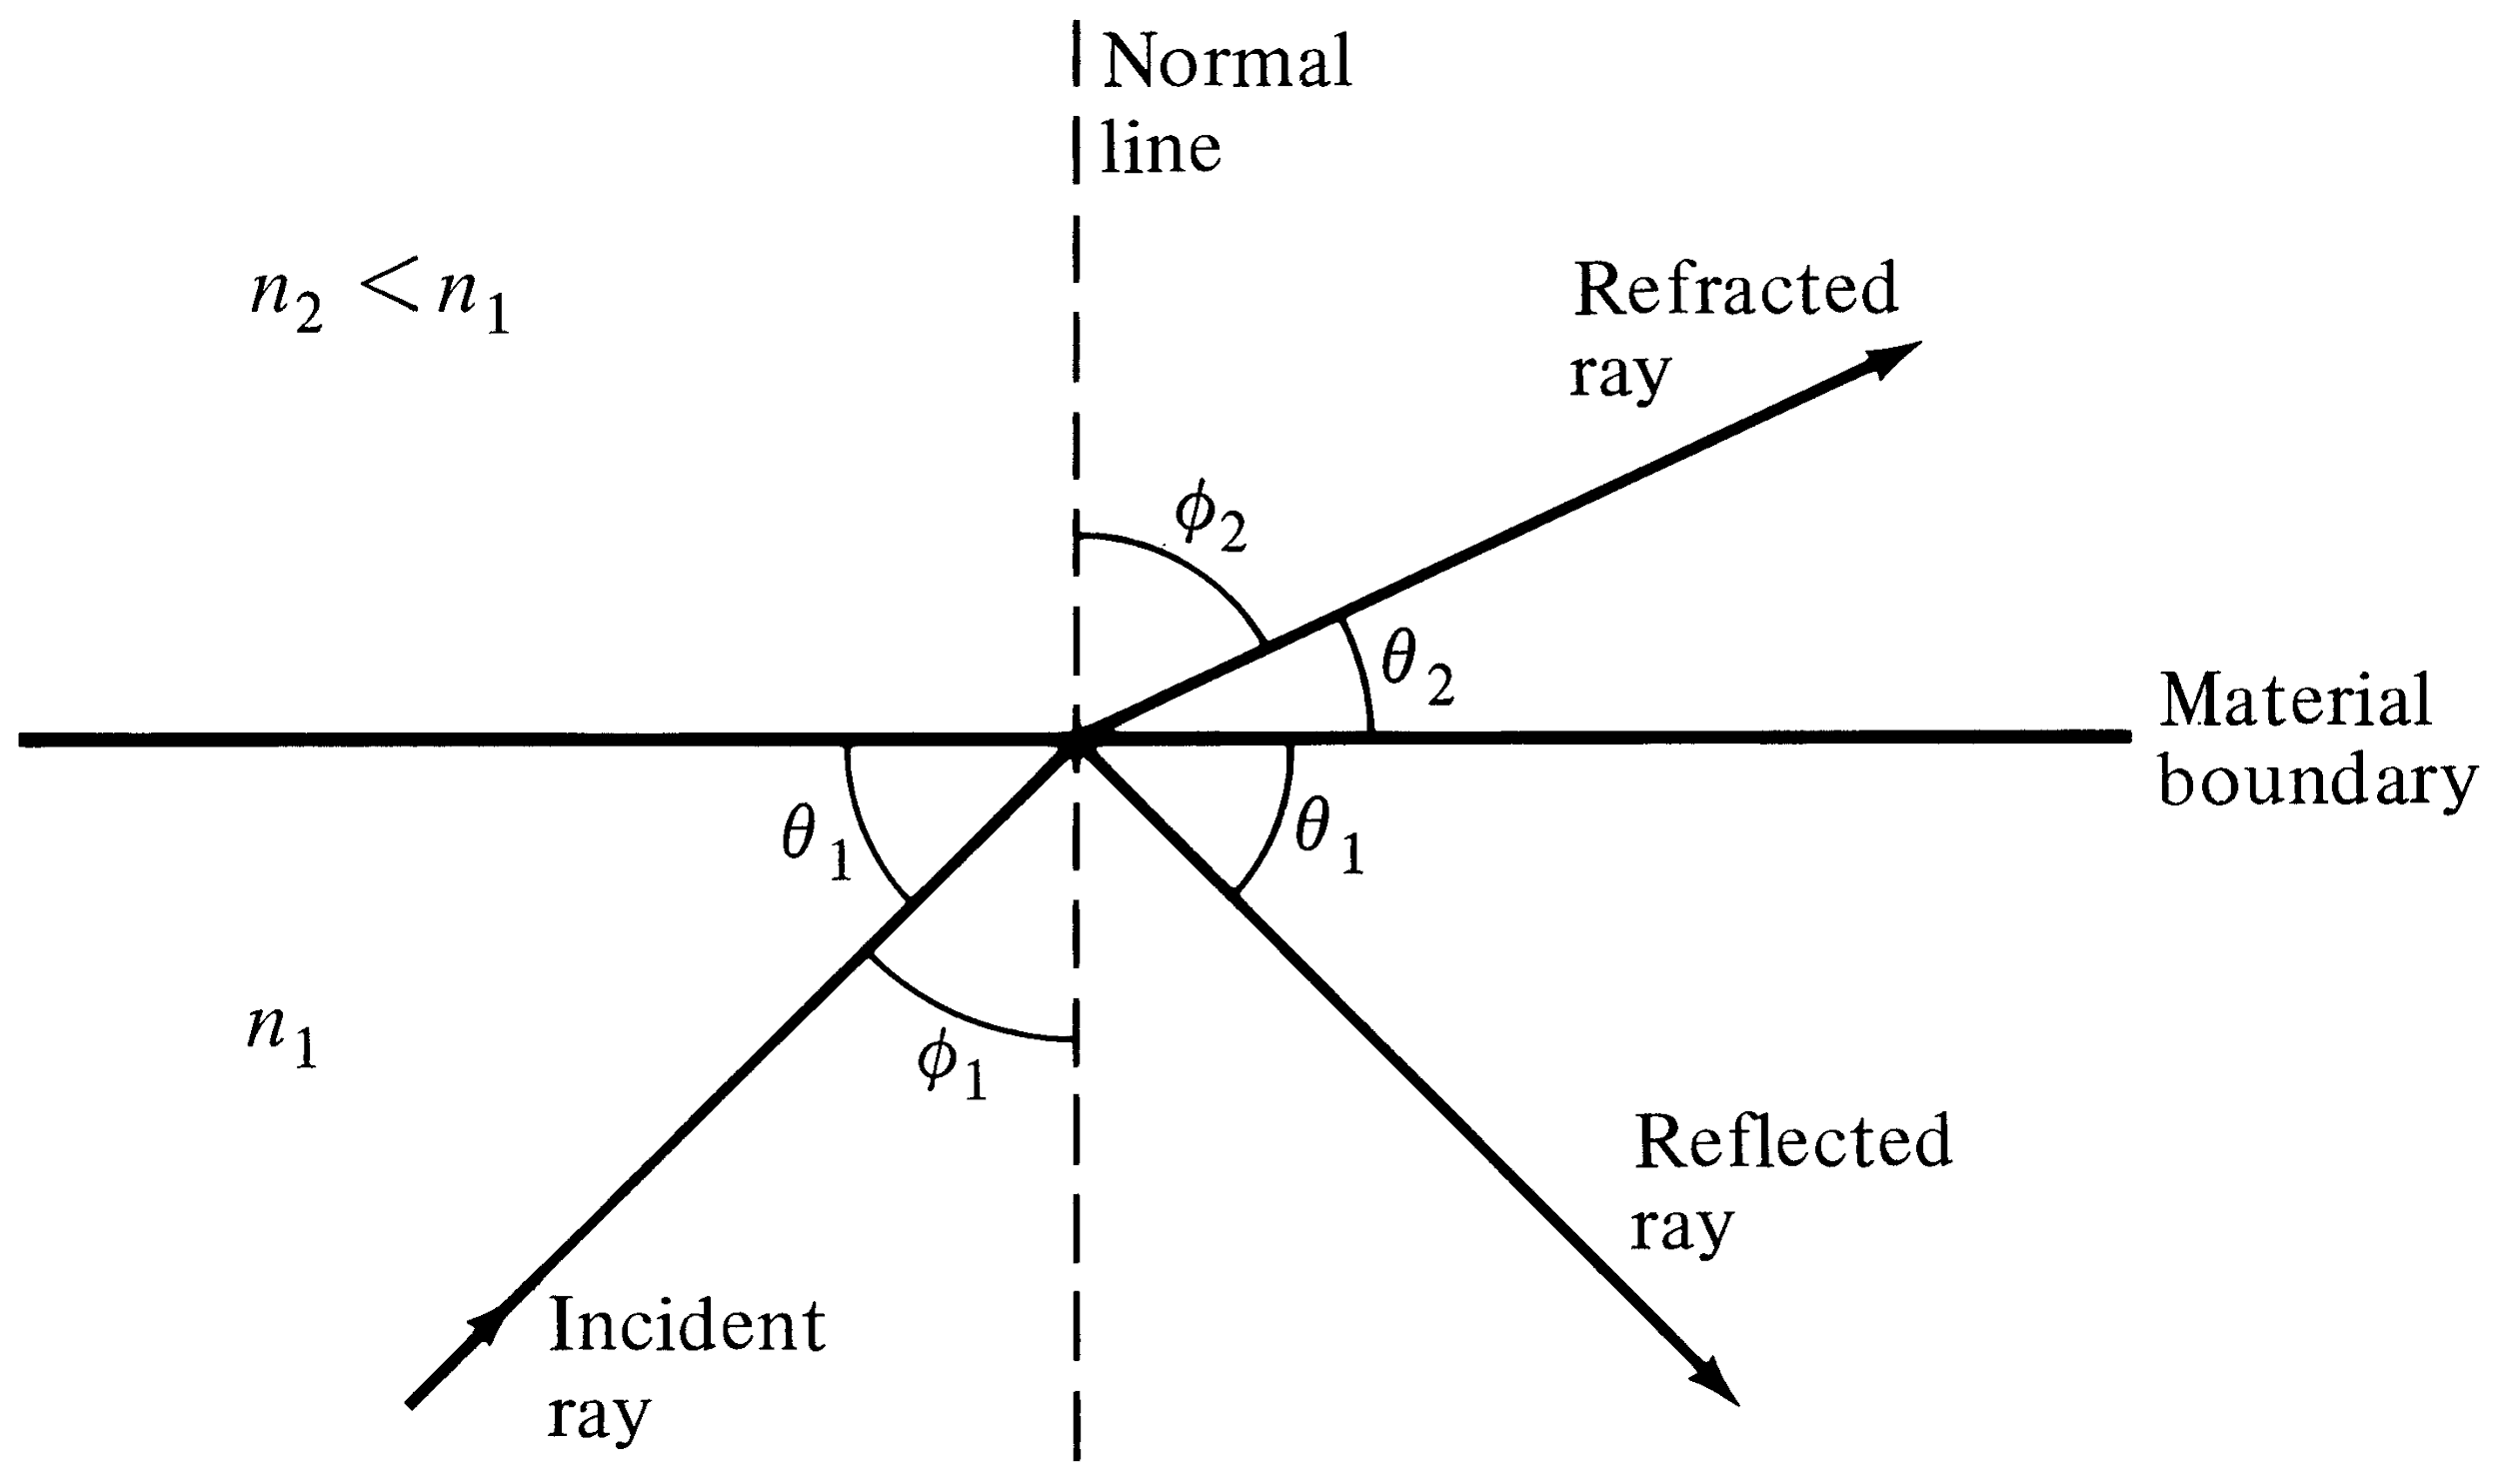 Normal
line
n₂ < n₁
Refracted
ray
ϕ₂
θ₂
Material
boundary
θ₁
θ₁
n₁
ϕ₁
Reflected
ray
Incident
ray